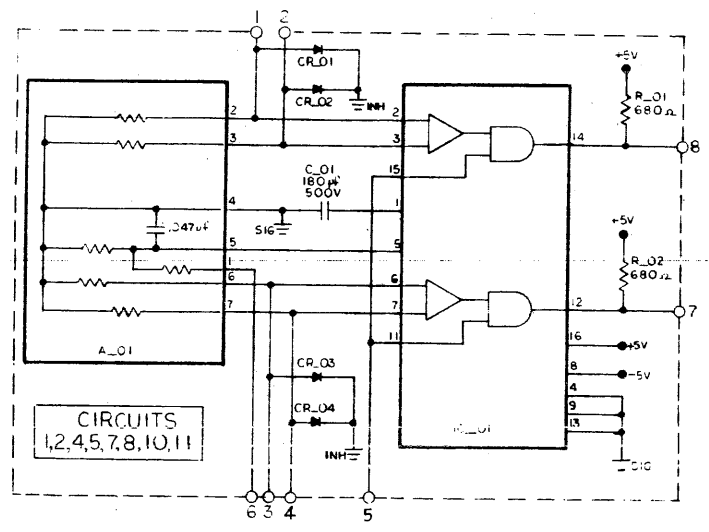 1 2
+5V
CR_01
R_01
680Ω
CR_02
INH
2
2
3
3
14
8
C_01
180 pf
500V
15
4
1
SIG
+5V
.047uf
5
R_02
680Ω
1
6
6
7
7
12
7
11
A_01
16
+5V
CR_03
8
-5V
4
CR_04
9
13
CIRCUITS
1,2,4,5,7,8,10,11
INH
SIG
6 3 4 5